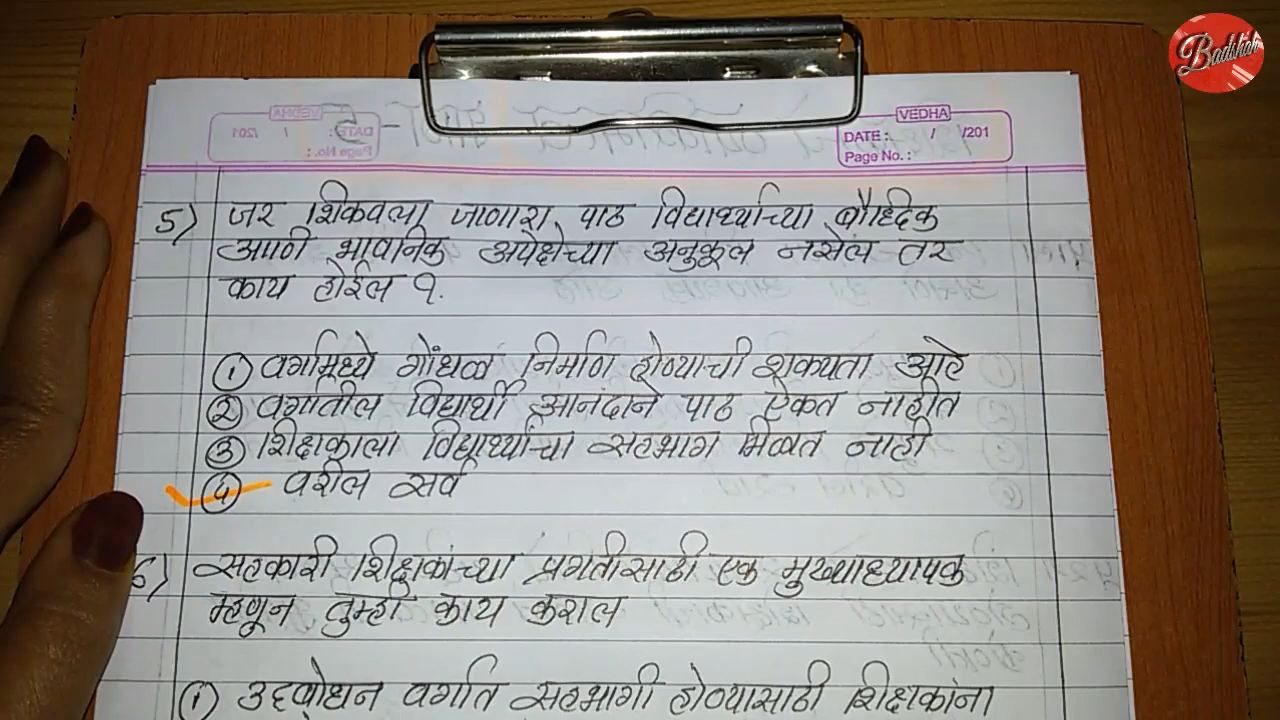 Badshah
VEDHA
DATE : / /201
Page No. :
5) जर शिकवला जाणारा पाठ विद्यार्थ्याच्या बौध्दिक
आणी भावनिक अपेक्षेच्या अनुकूल नसेल तर
काय होईल ?.
① वर्गामध्ये गोंधळ निर्माण होण्याची शक्यता आहे
② वर्गातील विद्यार्थी आनंदाने पाठ ऐकत नाहीत
③ शिक्षकाला विद्यार्थ्याचा सहभाग मिळत नाही
④ वरील सर्व
6) सहकारी शिक्षकांच्या प्रगतीसाठी एक मुख्याध्यापक
म्हणून तुम्ही काय कराल
① उद्बोधन वर्गात सहभागी होण्यासाठी शिक्षकांना